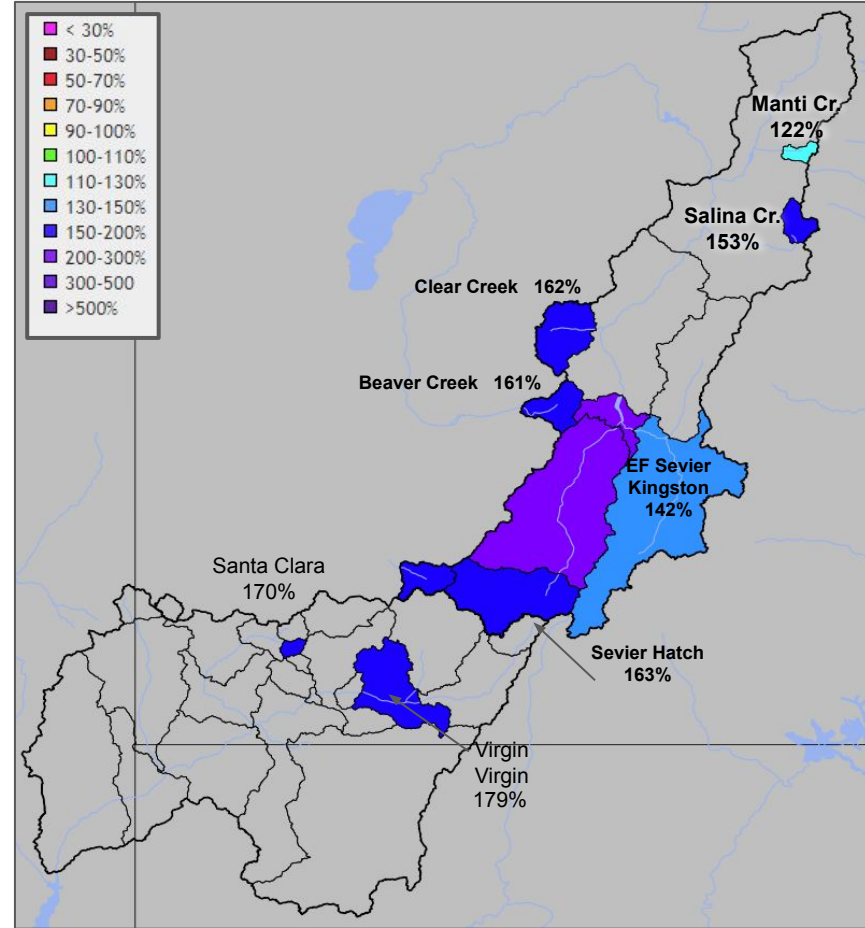 < 30%
30-50%
50-70%
70-90%
90-100%
100-110%
110-130%
130-150%
150-200%
200-300%
300-500
>500%
Manti Cr.
122%
Salina Cr.
153%
Clear Creek 162%
Beaver Creek 161%
EF Sevier
Kingston
142%
Santa Clara
170%
Sevier Hatch
163%
Virgin
Virgin
179%